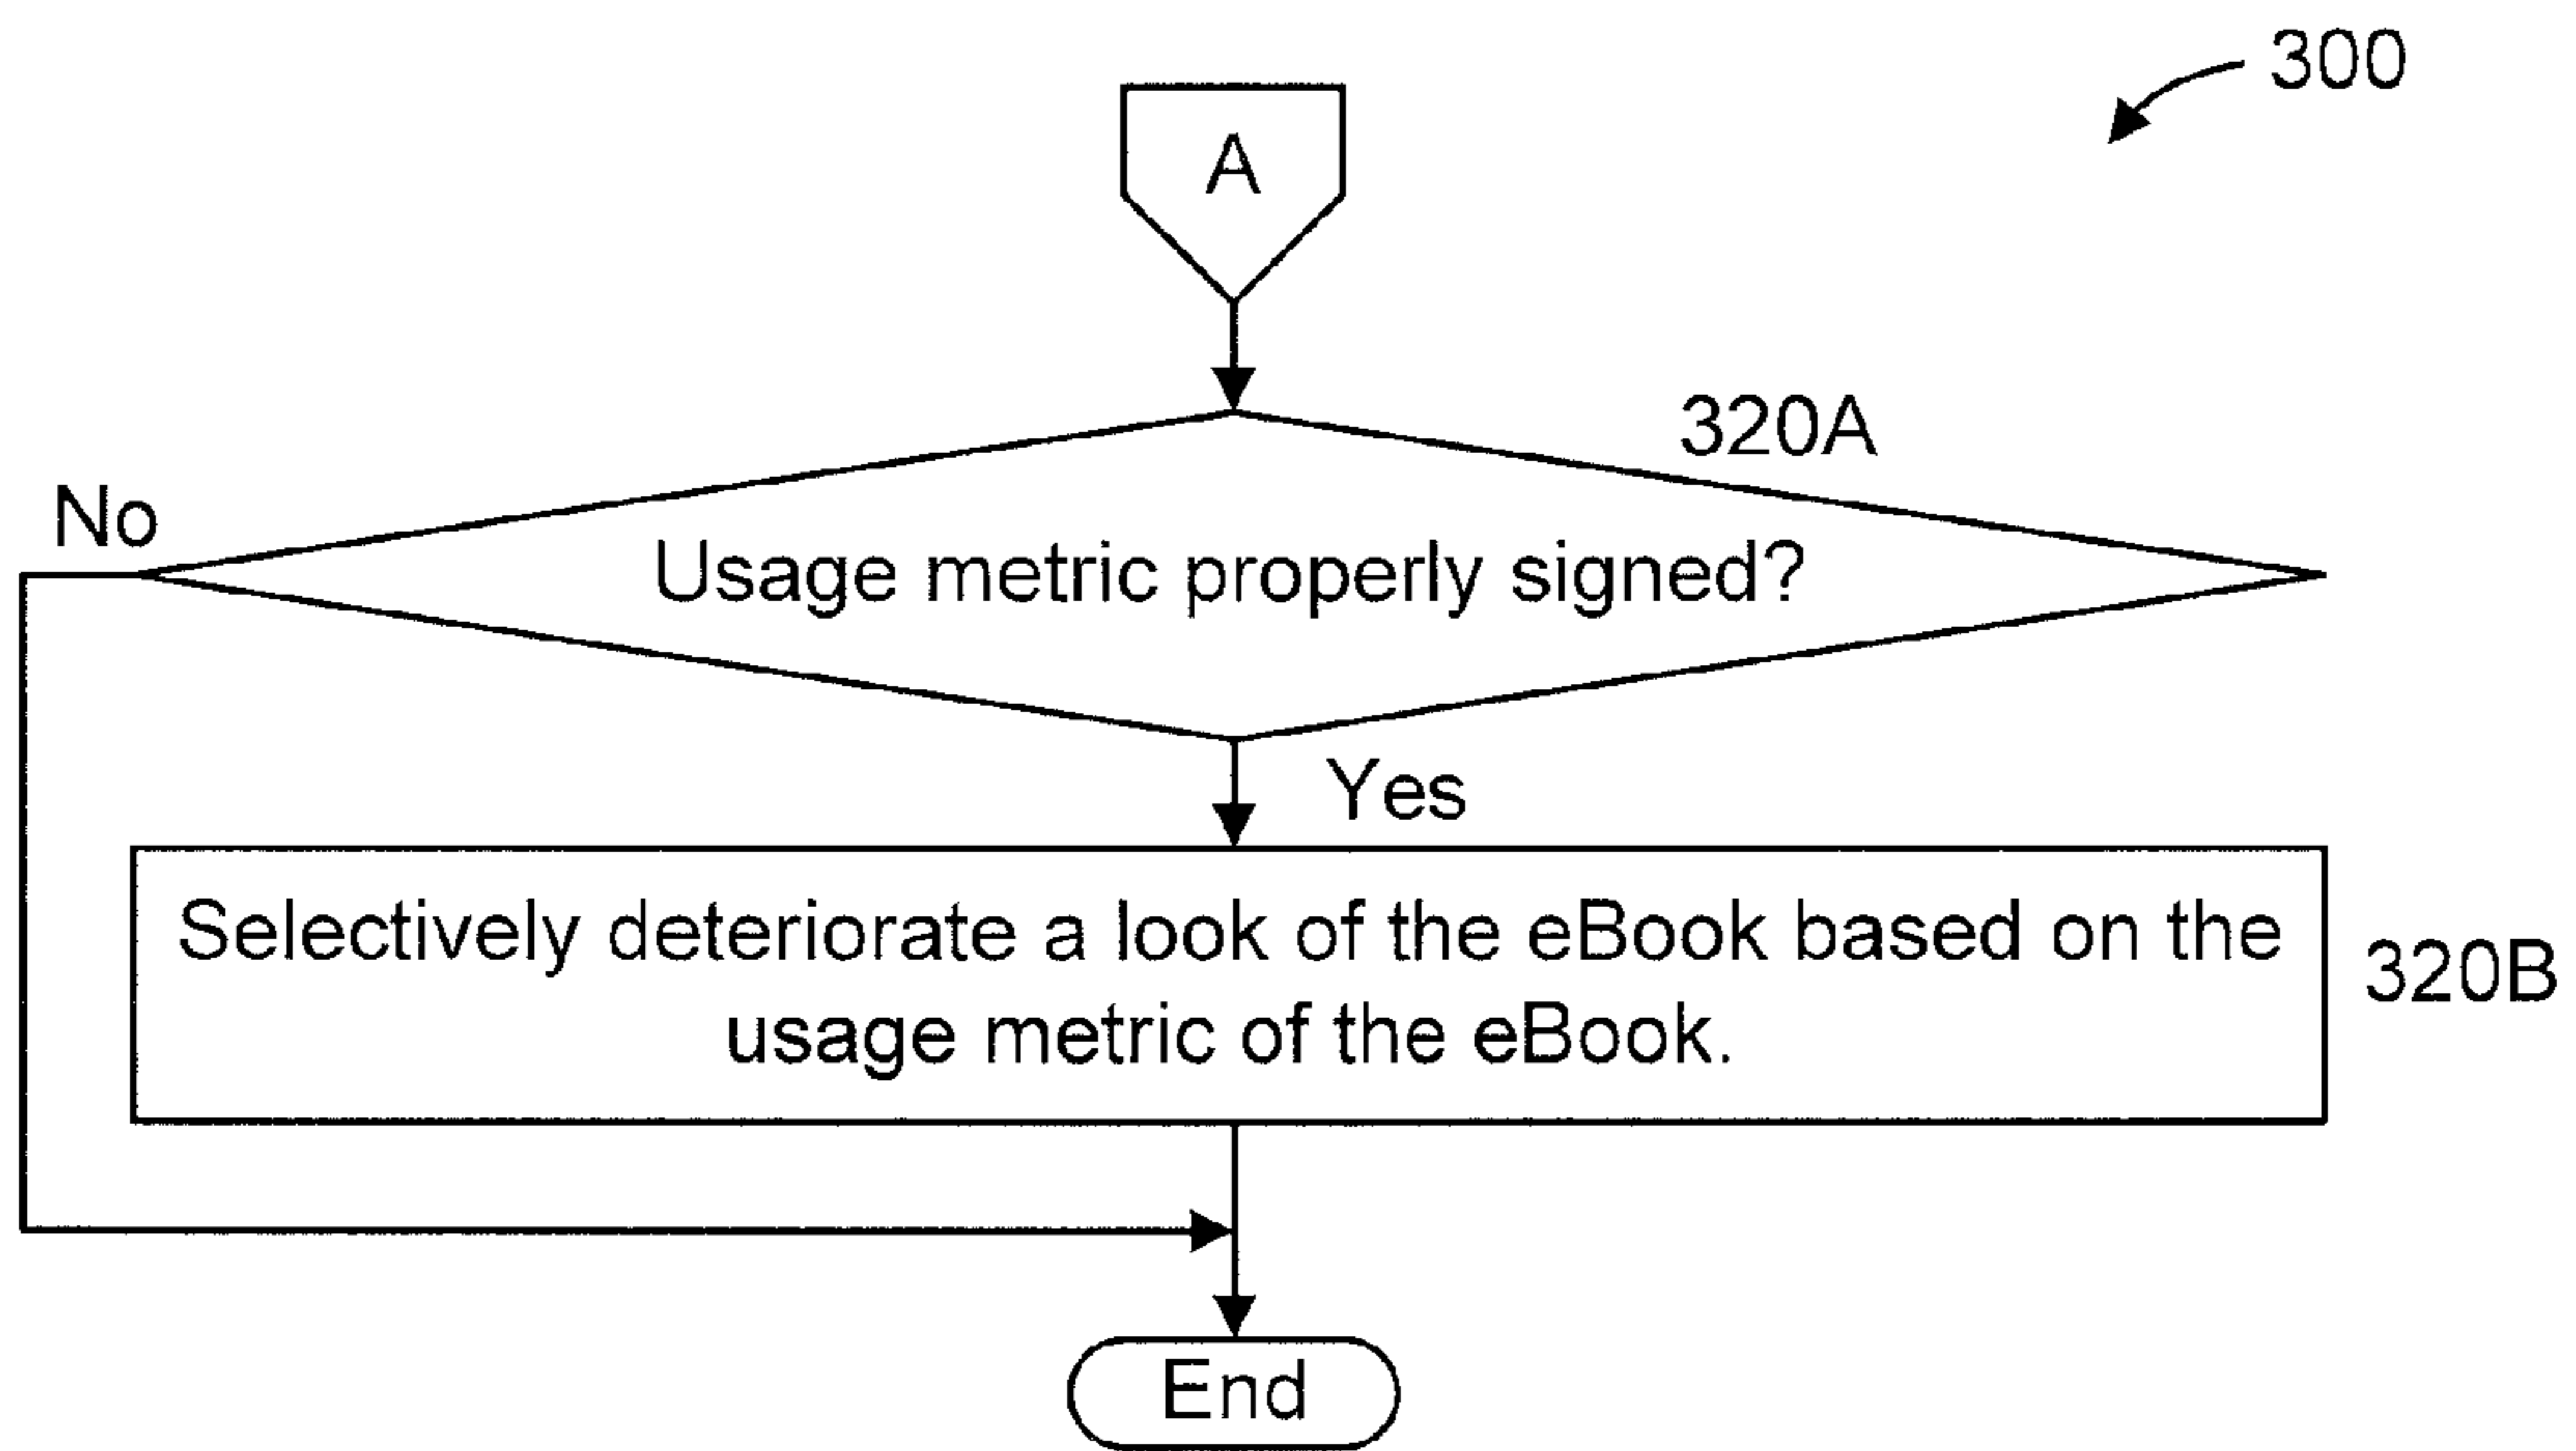 300
A
320A
No
Usage metric properly signed?
Yes
Selectively deteriorate a look of the eBook based on the
usage metric of the eBook.
320B
End